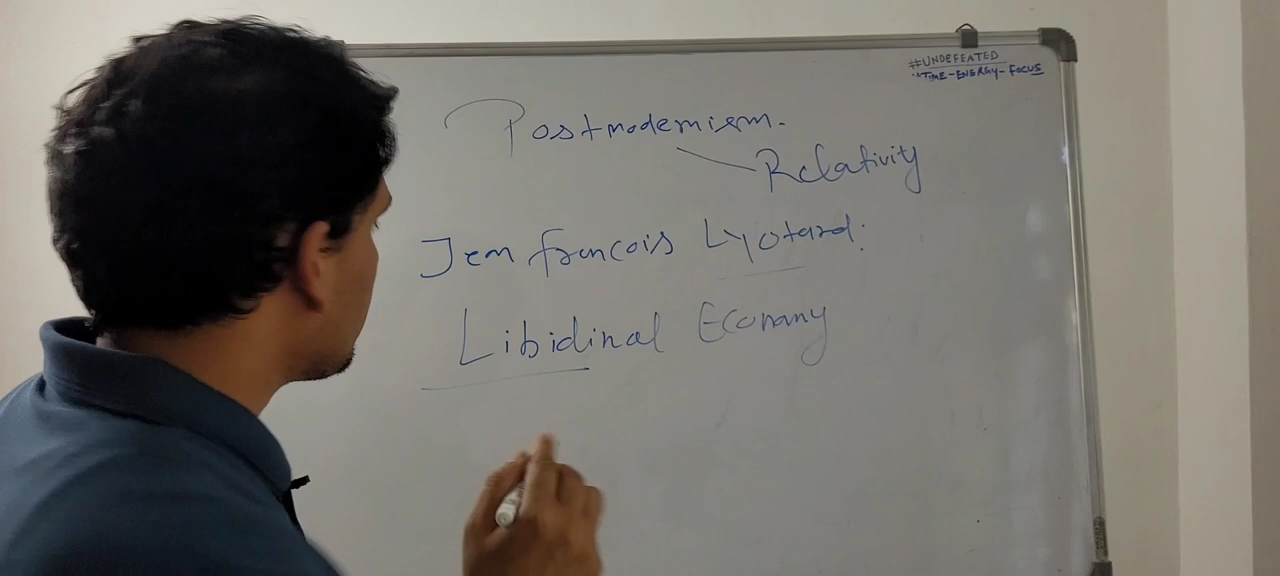 #UNDEFEATED
TIME-ENERGY-FOCUS
Postmodernism.
Relativity
Jean francois Lyotard:
Libidinal Economy